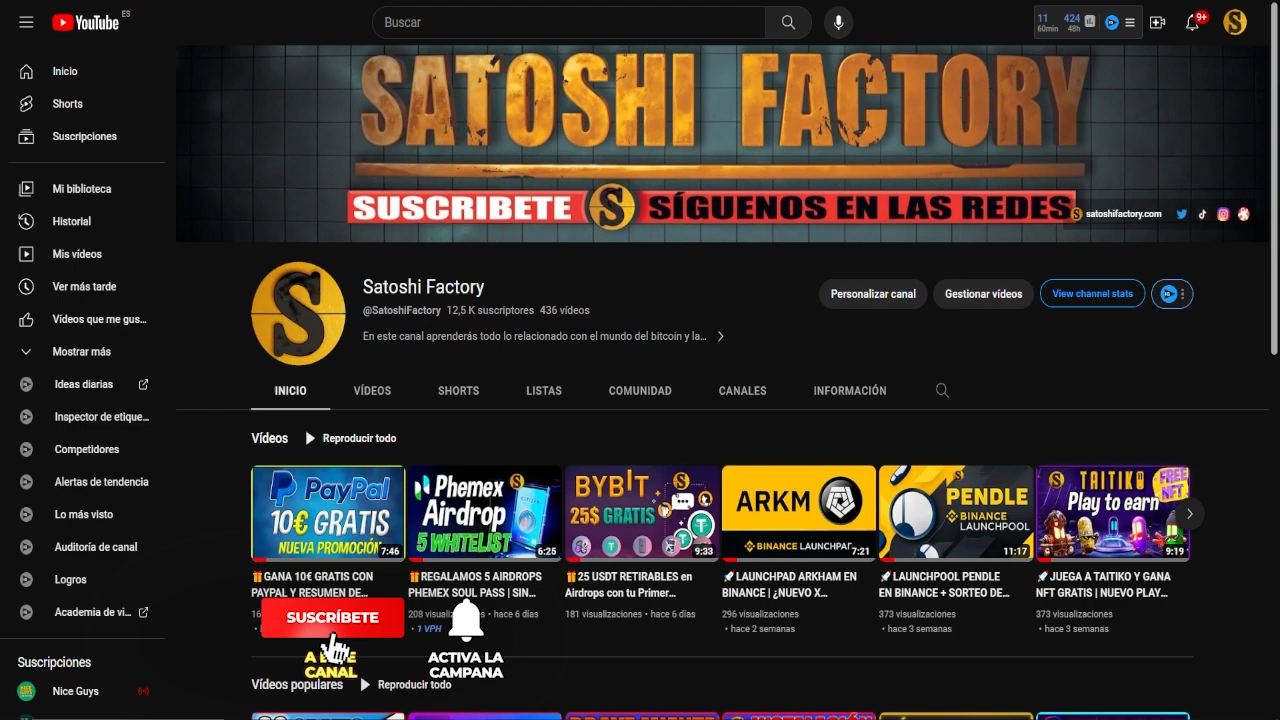 YouTube ES
Buscar
11 424
60min 48h
9+
Inicio
Shorts
Suscripciones
Mi biblioteca
Historial
Mis vídeos
Ver más tarde
Vídeos que me gus...
Mostrar más
Ideas diarias
Inspector de etique...
Competidores
Alertas de tendencia
Lo más visto
Auditoría de canal
Logros
Academia de vi...
Suscripciones
Nice Guys
SATOSHI FACTORY
SUSCRIBETE S SÍGUENOS EN LAS REDES
satoshifactory.com
Satoshi Factory
@SatoshiFactory 12,5 K suscriptores 436 vídeos
En este canal aprenderás todo lo relacionado con el mundo del bitcoin y la...
Personalizar canal
Gestionar vídeos
View channel stats
INICIO VÍDEOS SHORTS LISTAS COMUNIDAD CANALES INFORMACIÓN
Vídeos Reproducir todo
PayPal
10€ GRATIS
NUEVA PROMOCIÓN
7:46
🎁GANA 10€ GRATIS CON
PAYPAL Y RESUMEN DE...
Phemex
Airdrop
5 WHITELIST
6:25
🎁REGALAMOS 5 AIRDROPS
PHEMEX SOUL PASS | SIN...
208 visualiz
hace 6 días
• 1 VPH
BYBIT
25$ GRATIS
9:33
🎁25 USDT RETIRABLES en
Airdrops con tu Primer...
181 visualizaciones • hace 6 días
ARKM
BINANCE LAUNCHPAD
7:21
🚀LAUNCHPAD ARKHAM EN
BINANCE | ¿NUEVO X...
296 visualizaciones
• hace 2 semanas
PENDLE
BINANCE
LAUNCHPOOL
11:17
🚀LAUNCHPOOL PENDLE
EN BINANCE + SORTEO DE...
373 visualizaciones
• hace 3 semanas
TAITIKO
Play to earn
FREE
NFT
9:19
🚀JUEGA A TAITIKO Y GANA
NFT GRATIS | NUEVO PLAY...
373 visualizaciones
• hace 3 semanas
SUSCRÍBETE
CANAL
ACTIVA LA
CAMPANA
Vídeos populares Reproducir todo